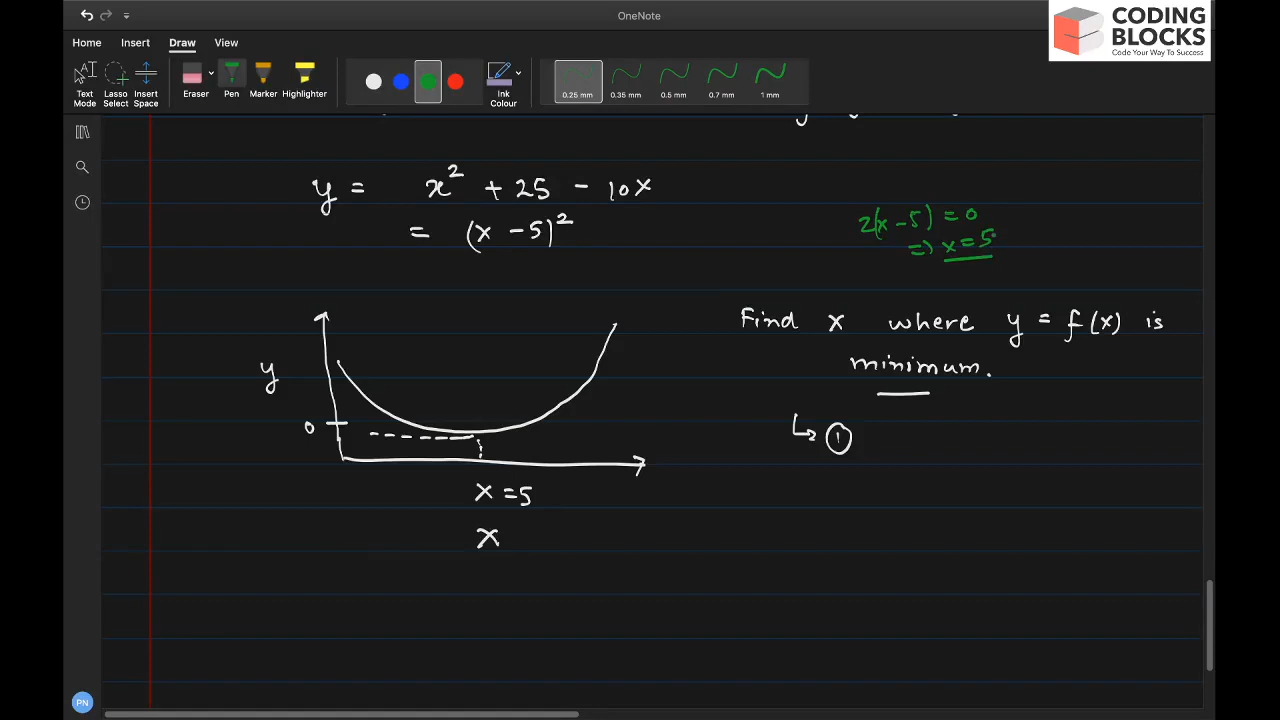 OneNote
CODING
BLOCKS
Code Your Way To Success
Home Insert Draw View
Text Mode
Lasso Select
Insert Space
Eraser
Pen
Marker
Highlighter
Ink Colour
0.25 mm
0.35 mm
0.5 mm
0.7 mm
1 mm
y = x² + 25 - 10x
= (x - 5)²
2(x - 5) = 0
=> x = 5
Find x where y = f(x) is
minimum.
↳ ①
y
0
x = 5
x
PN